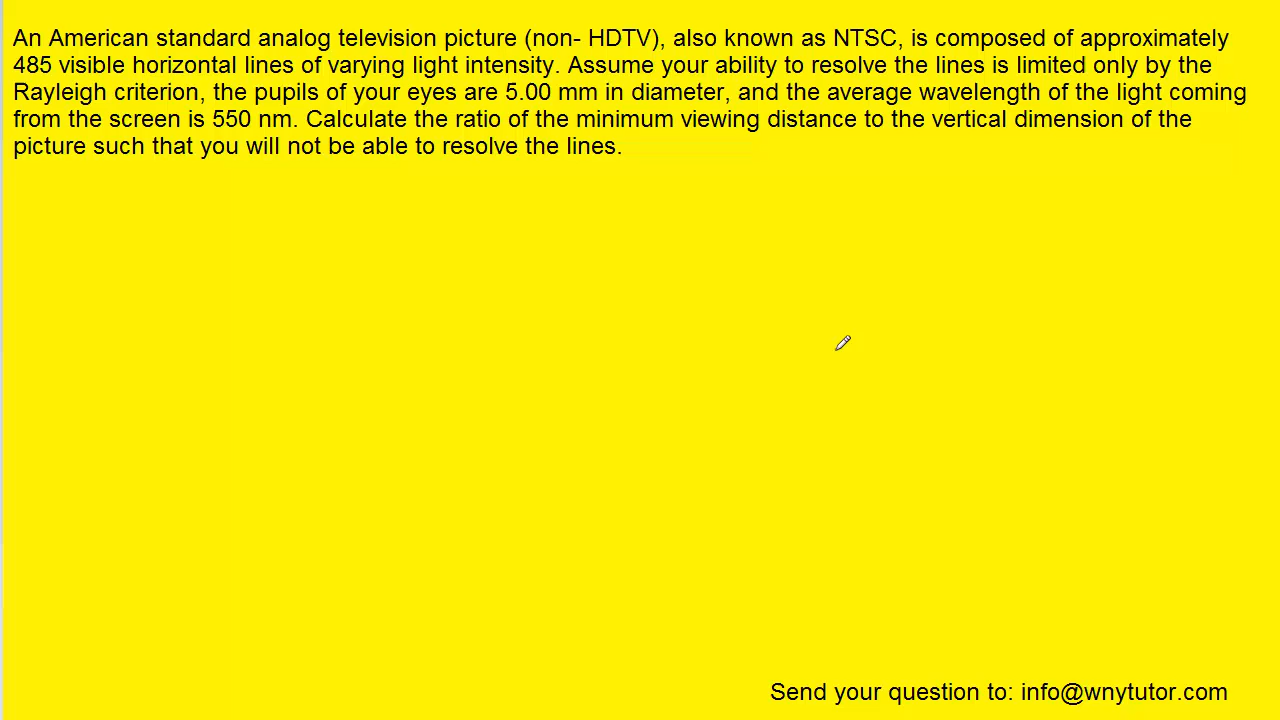 An American standard analog television picture (non- HDTV), also known as NTSC, is composed of approximately
485 visible horizontal lines of varying light intensity. Assume your ability to resolve the lines is limited only by the
Rayleigh criterion, the pupils of your eyes are 5.00 mm in diameter, and the average wavelength of the light coming
from the screen is 550 nm. Calculate the ratio of the minimum viewing distance to the vertical dimension of the
picture such that you will not be able to resolve the lines.
Send your question to: info@wnytutor.com